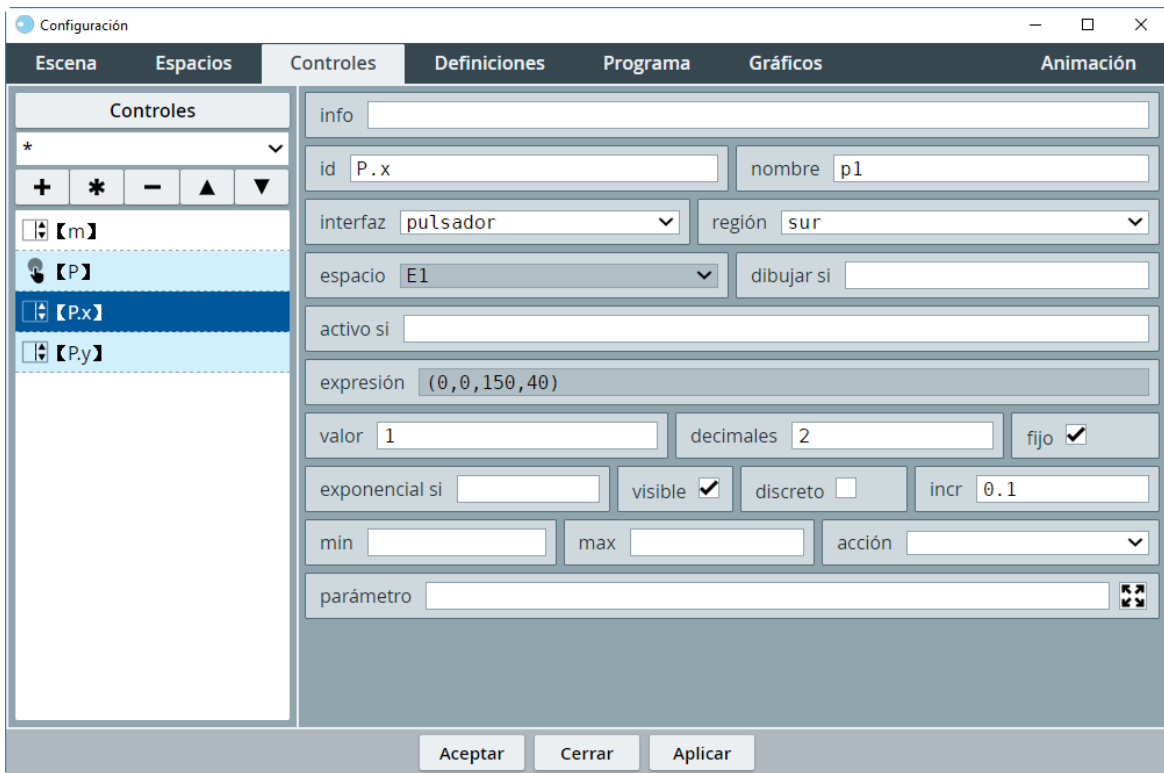 Configuración
Escena Espacios Controles Definiciones Programa Gráficos Animación
Controles
*
【m】
【P】
【P.x】
【P.y】
info
id P.x nombre p1
interfaz pulsador región sur
espacio E1 dibujar si
activo si
expresión (0,0,150,40)
valor 1 decimales 2 fijo
exponencial si visible discreto incr 0.1
min max acción
parámetro
Aceptar Cerrar Aplicar